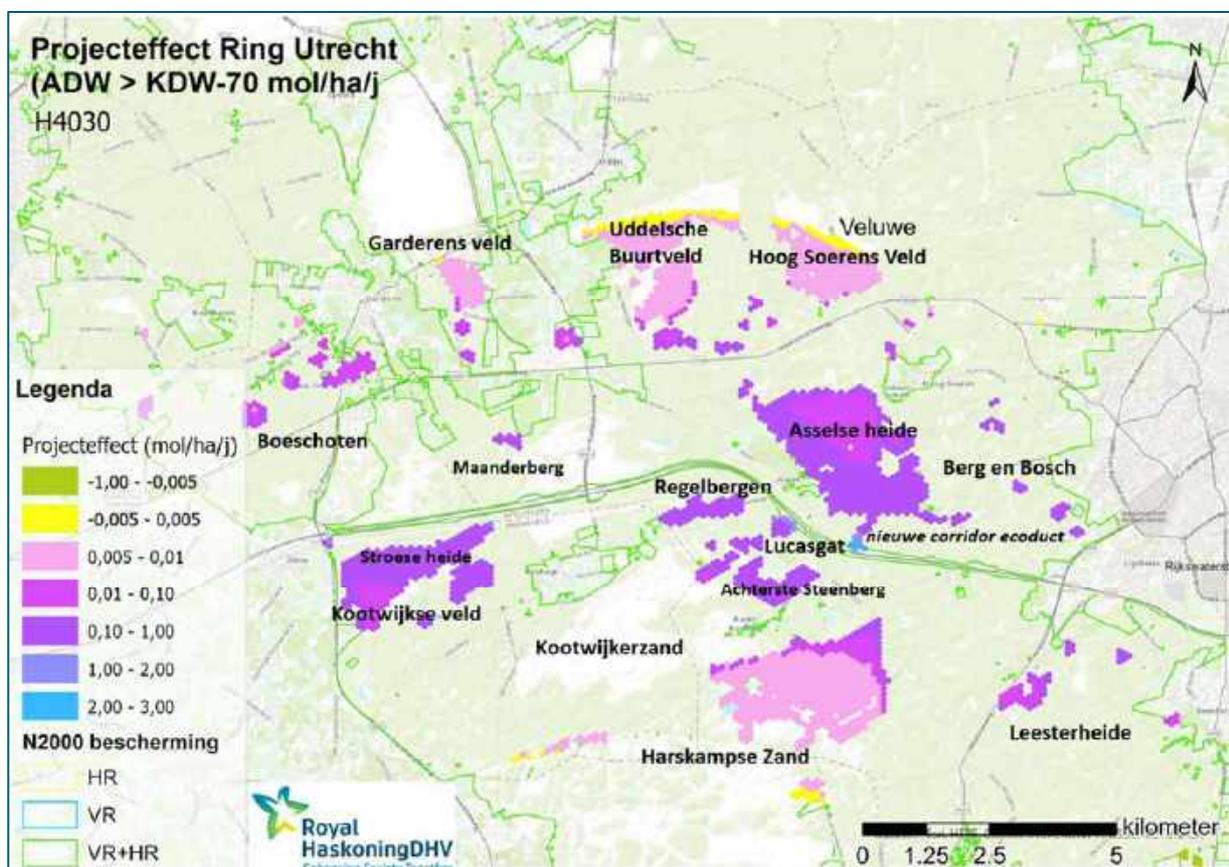 Projecteffect Ring Utrecht
(ADW > KDW-70 mol/ha/j
H4030
N
Garderens veld
Uddelsche
Buurtveld
Veluwe
Hoog Soerens Veld
Legenda
Projecteffect (mol/ha/j)
-1,00 - -0,005
-0,005 - 0,005
0,005 - 0,01
0,01 - 0,10
0,10 - 1,00
1,00 - 2,00
2,00 - 3,00
N2000 bescherming
HR
VR
VR+HR
Boeschoten
Maanderberg
Asselse heide
Berg en Bosch
Regelbergen
nieuwe corridor ecoduct
Lucasgat
Stroese heide
Achterste Steenberg
Kootwijkse veld
Kootwijkerzand
Leesterheide
Harskampse Zand
Royal
HaskoningDHV
Enhancing Society Together
kilometer
0 1.25 2.5 5